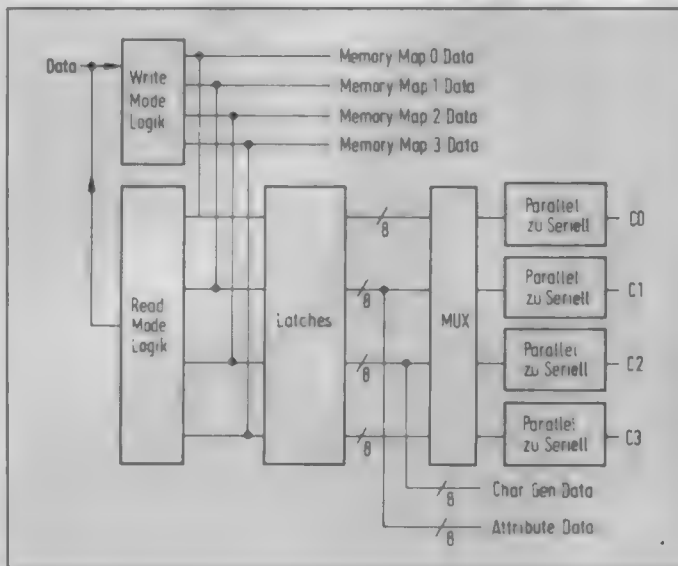 Data
Write
Mode
Logik
Memory Map 0 Data
Memory Map 1 Data
Memory Map 2 Data
Memory Map 3 Data
Read
Mode
Logik
Latches
8
8
8
8
MUX
Parallel
zu Seriell
C0
Parallel
zu Seriell
C1
Parallel
zu Seriell
C2
Parallel
zu Seriell
C3
8
Char Gen Data
8
Attribute Data